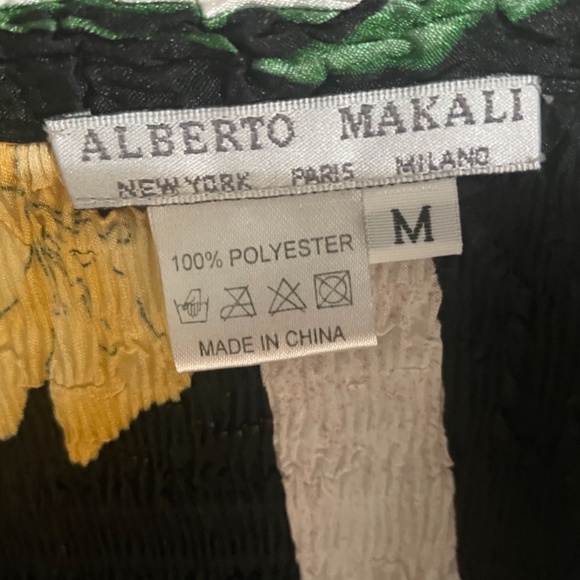 ALBERTO MAKALI
NEW YORK PARIS MILANO
M
100% POLYESTER
MADE IN CHINA